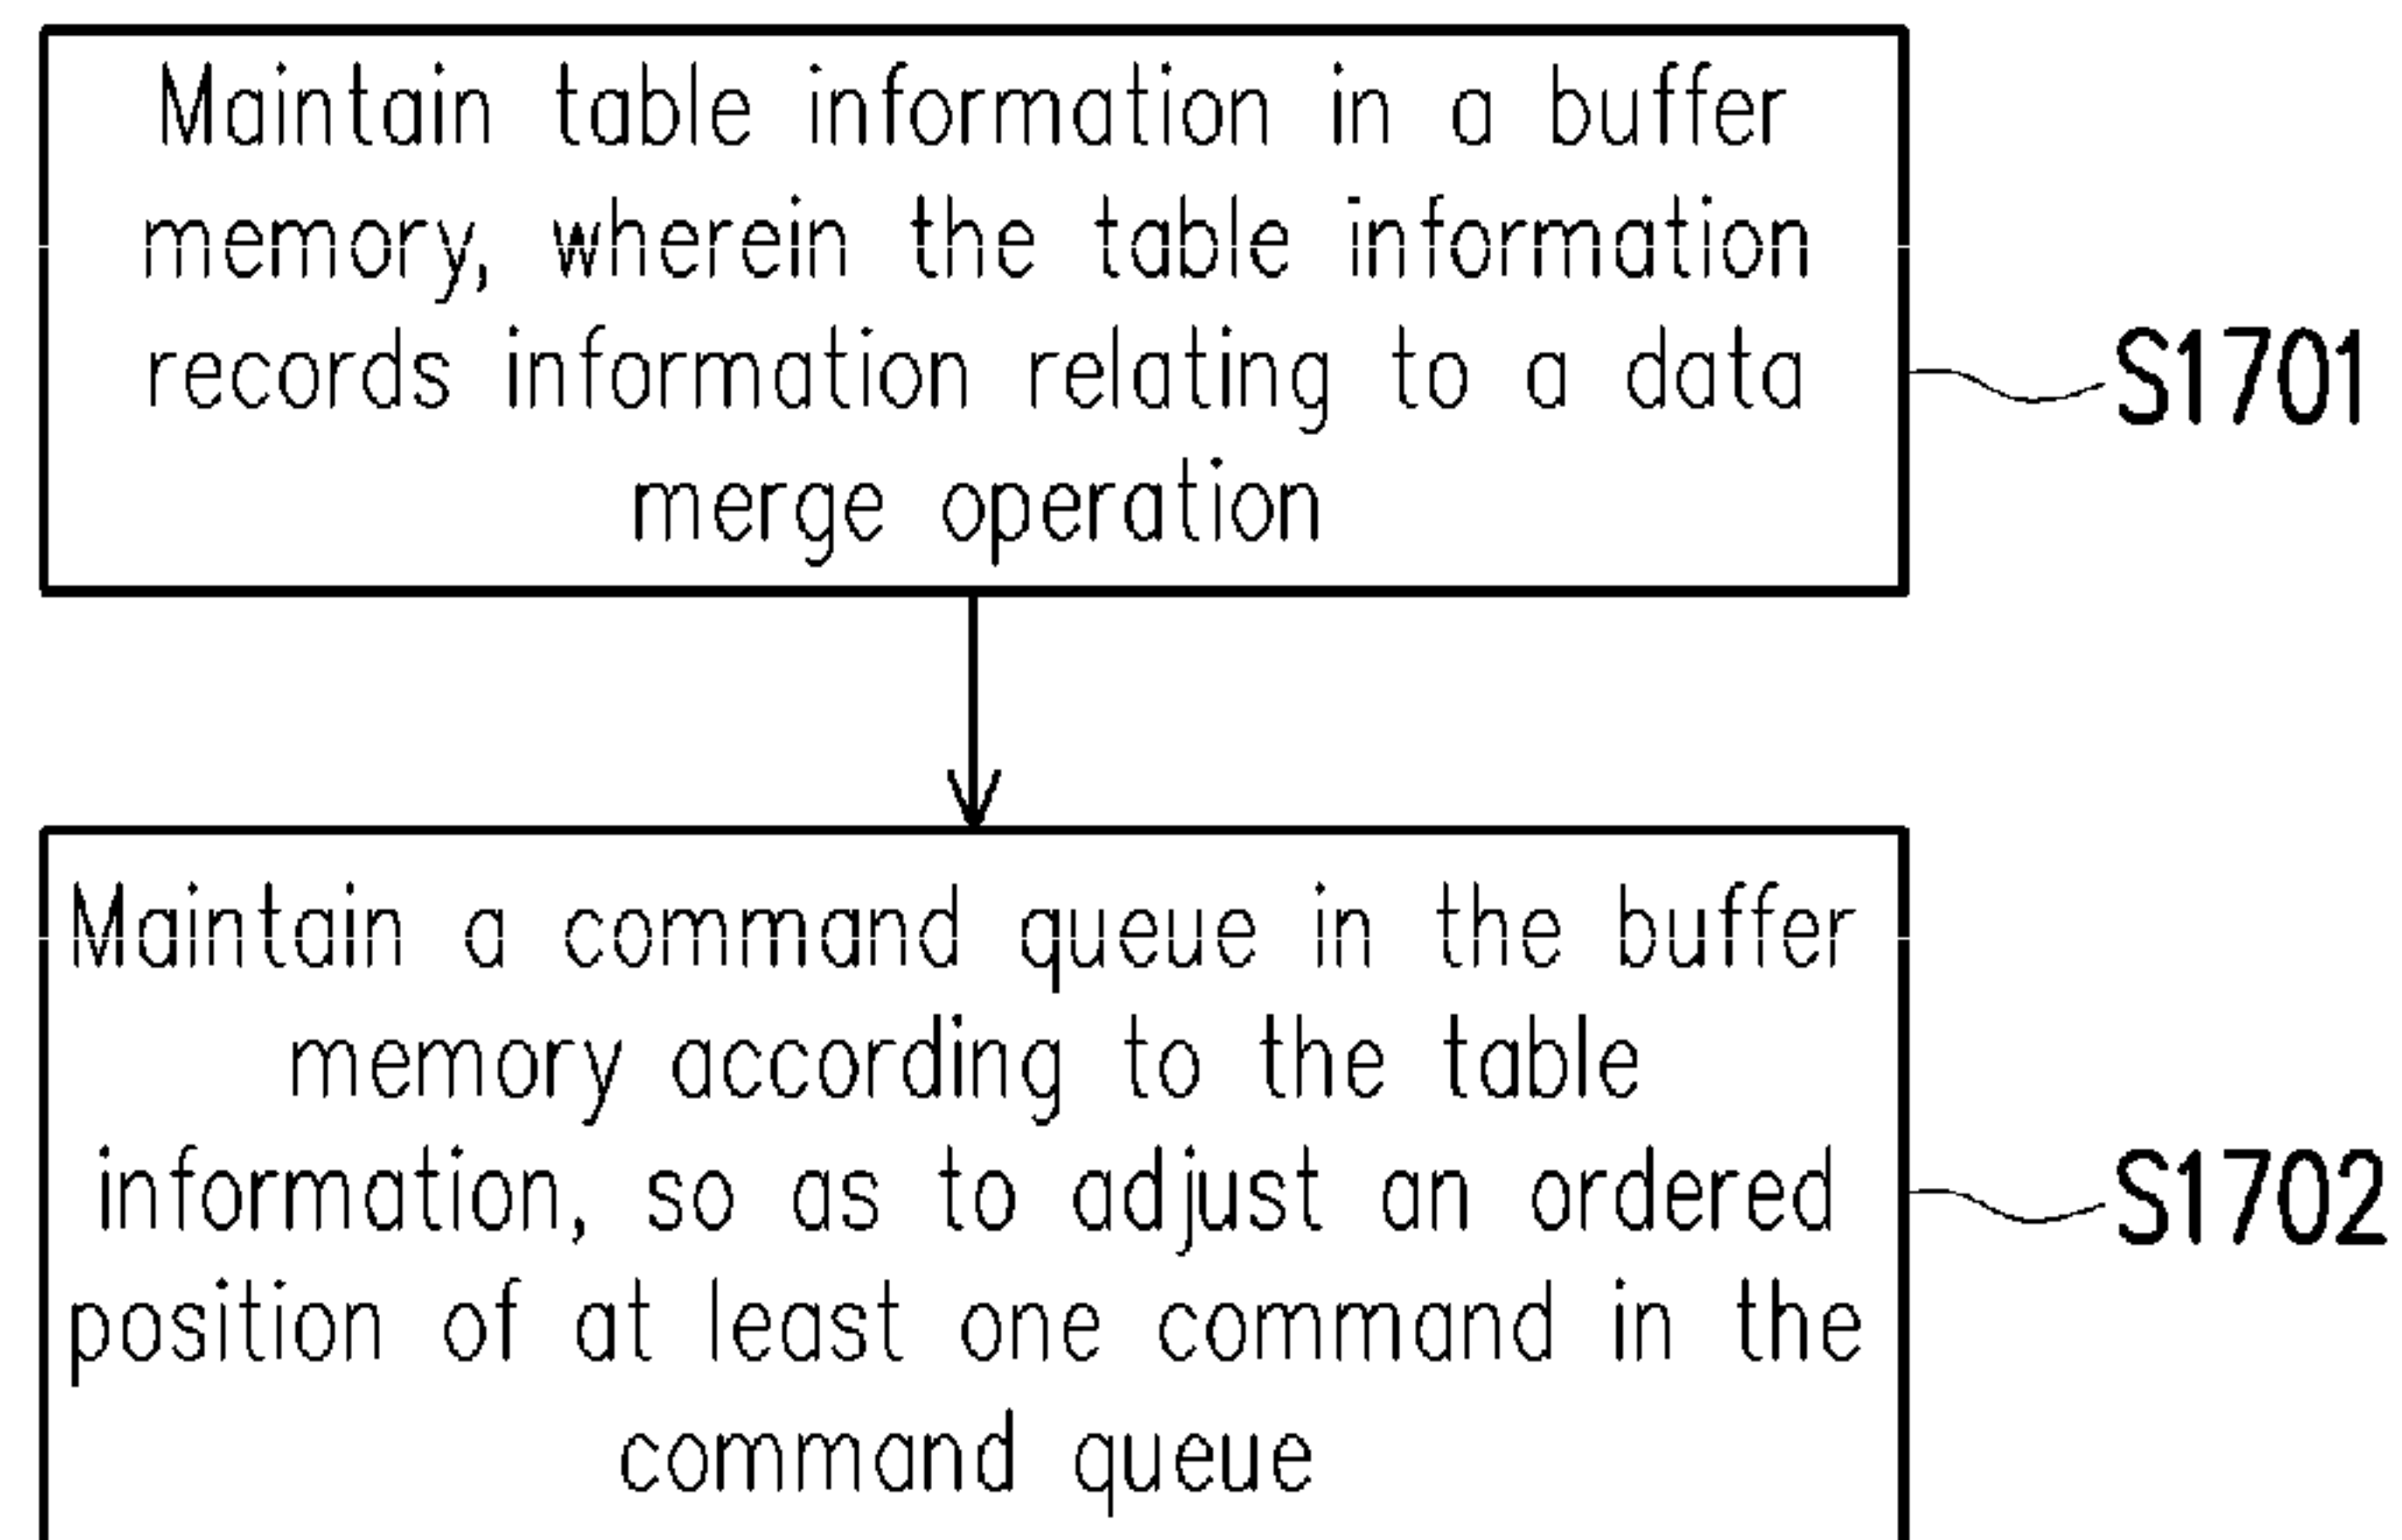 Maintain table information in a buffer
memory, wherein the table information
records information relating to a data
merge operation
S1701
Maintain a command queue in the buffer
memory according to the table
information, so as to adjust an ordered
position of at least one command in the
command queue
S1702